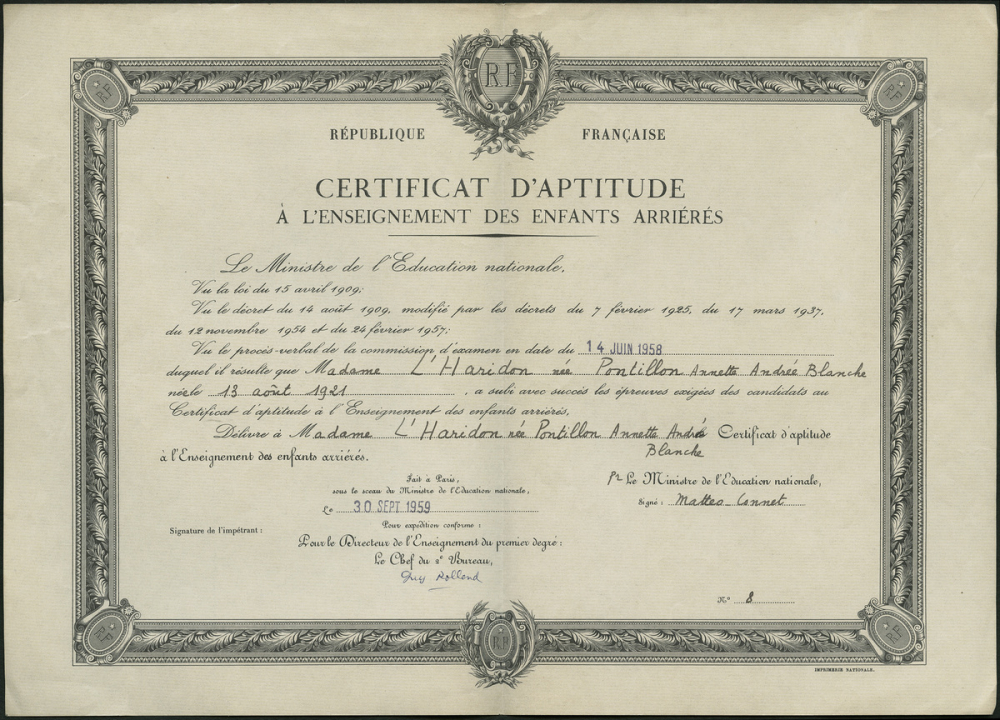 RF
RF
RF
RÉPUBLIQUE FRANÇAISE
CERTIFICAT D'APTITUDE
À L'ENSEIGNEMENT DES ENFANTS ARRIÉRÉS
Le Ministre de l'Education nationale,
Vu la loi du 15 avril 1909;
Vu le décret du 14 août 1909, modifié par les décrets du 7 février 1925, du 17 mars 1937,
du 12 novembre 1954 et du 24 février 1957;
Vu le procès-verbal de la commission d'examen en date du 14 JUIN 1958
duquel il résulte que Madame L'Haridon née Pontillon Annette Andrée Blanche
née le 13 août 1921, a subi avec succès les épreuves exigées des candidats au
Certificat d'aptitude à l'Enseignement des enfants arriérés,
Délivre à Madame L'Haridon née Pontillon Annette Andrée Certificat d'aptitude
Blanche
à l'Enseignement des enfants arriérés.
Fait à Paris,
sous le sceau du Ministre de l'Education nationale,
Le 30 SEPT. 1959
Pr Le Ministre de l'Education nationale,
Signé: Matteo Connet
Signature de l'impétrant :
Pour expédition conforme :
Pour le Directeur de l'Enseignement du premier degré :
Le Chef du 2e Bureau,
Guy Rolland
N° 8
RF
RF
RF
IMPRIMERIE NATIONALE.